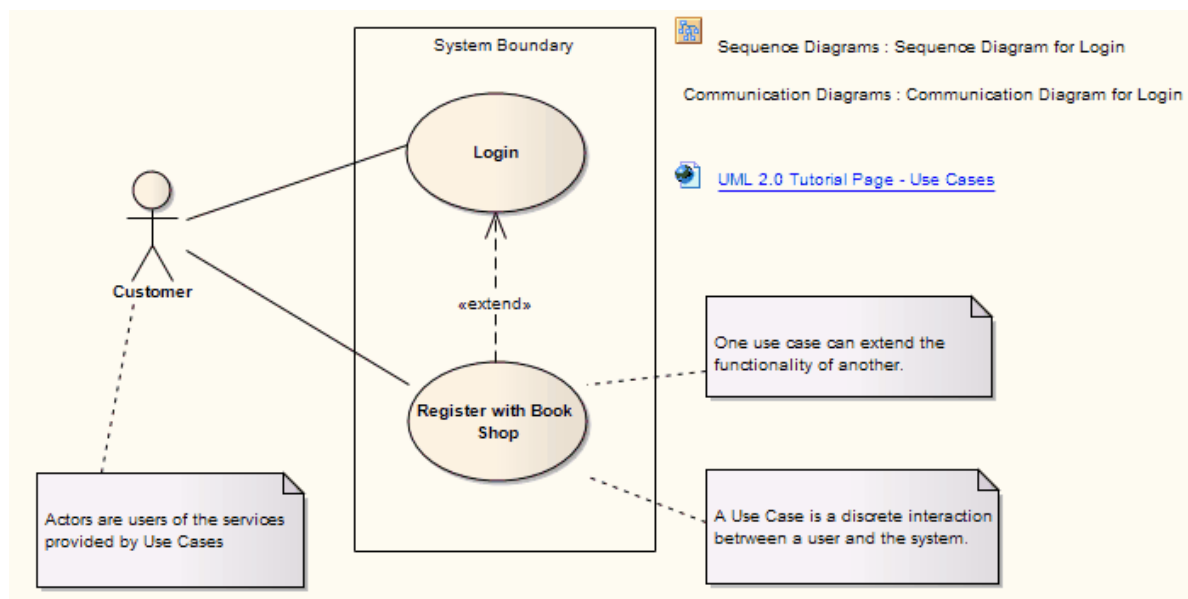 System Boundary
Sequence Diagrams : Sequence Diagram for Login
Communication Diagrams : Communication Diagram for Login
Login
UML 2.0 Tutorial Page - Use Cases
Customer
«extend»
One use case can extend the
functionality of another.
Register with Book
Shop
Actors are users of the services
provided by Use Cases
A Use Case is a discrete interaction
betrween a user and the system.